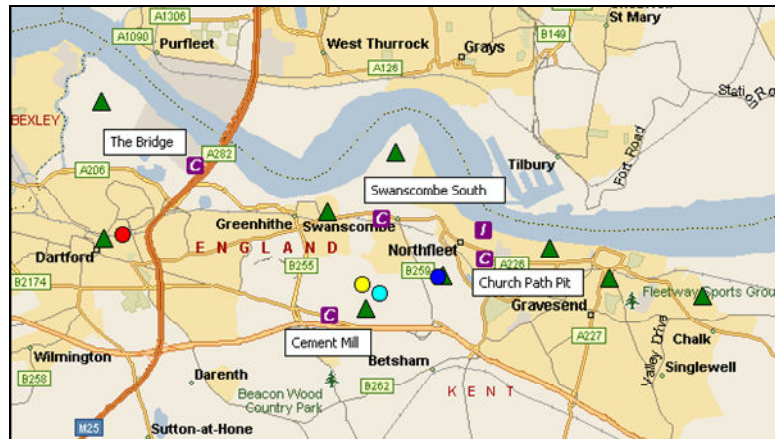 A1306
A1090
Purfleet
West Thurrock
A126
Grays
B149
St Mary
Station Ro
BEXLEY
The Bridge
A282
A206
Tilbury
Fort Road
Swanscombe South
Greenhithe
Swanscombe
Dartford
ENGLAND
Northfleet
B2174
B255
B259
A226
Church Path Pit
Fleetway Sports Grou
Gravesend
Cement Mill
Chalk
A227
Valley Drive
Wilmington
Betsham
Singlewell
B258
Darenth
B262
KENT
Beacon Wood
Country Park
M25
Sutton-at-Hone
C
C
I
C
C